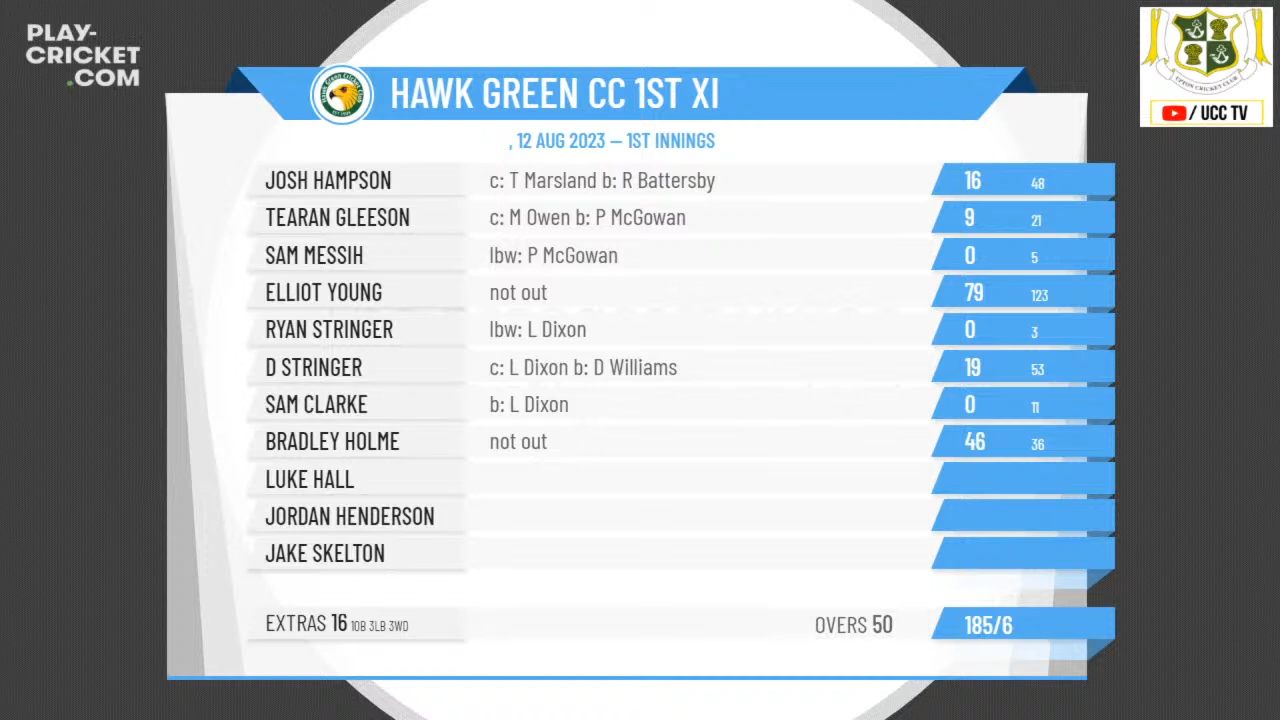 PLAY-
CRICKET
.COM
HAWK GREEN CC 1ST XI
UPTON CRICKET CLUB
/ UCC TV
, 12 AUG 2023 – 1ST INNINGS
JOSH HAMPSON c: T Marsland b: R Battersby 16 48
TEARAN GLEESON c: M Owen b: P McGowan 9 21
SAM MESSIH lbw: P McGowan 0 5
ELLIOT YOUNG not out 79 123
RYAN STRINGER lbw: L Dixon 0 3
D STRINGER c: L Dixon b: D Williams 19 53
SAM CLARKE b: L Dixon 0 11
BRADLEY HOLME not out 46 36
LUKE HALL
JORDAN HENDERSON
JAKE SKELTON
EXTRAS 16 10B 3LB 3WD OVERS 50 185/6